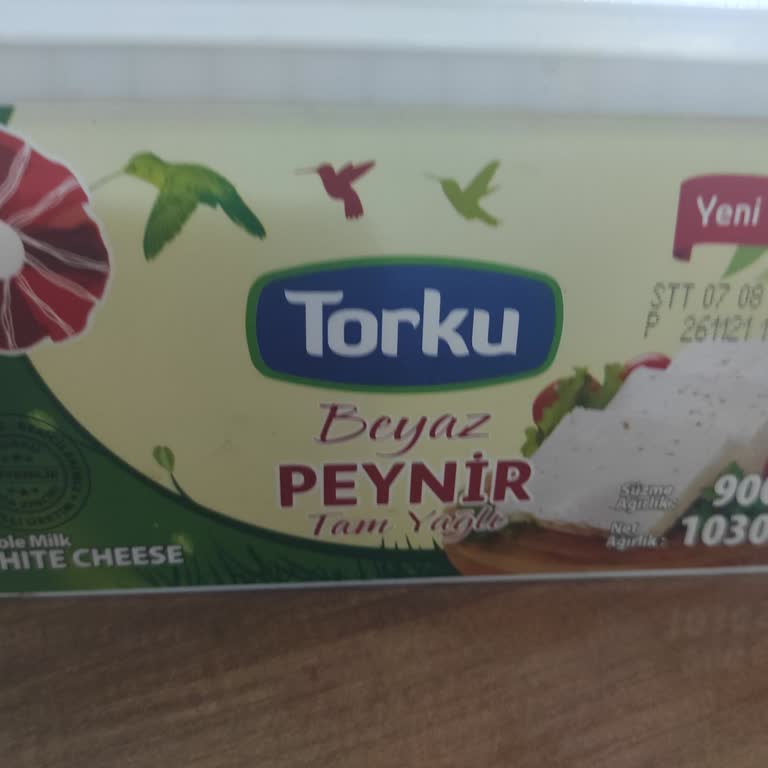 Yeni
STT 07 08
P 261121 1
Torku
Beyaz
PEYNİR
Tam Yağlı
Süzme
Ağırlık: 900
Net
Ağırlık: 1030
ole Milk
HITE CHEESE